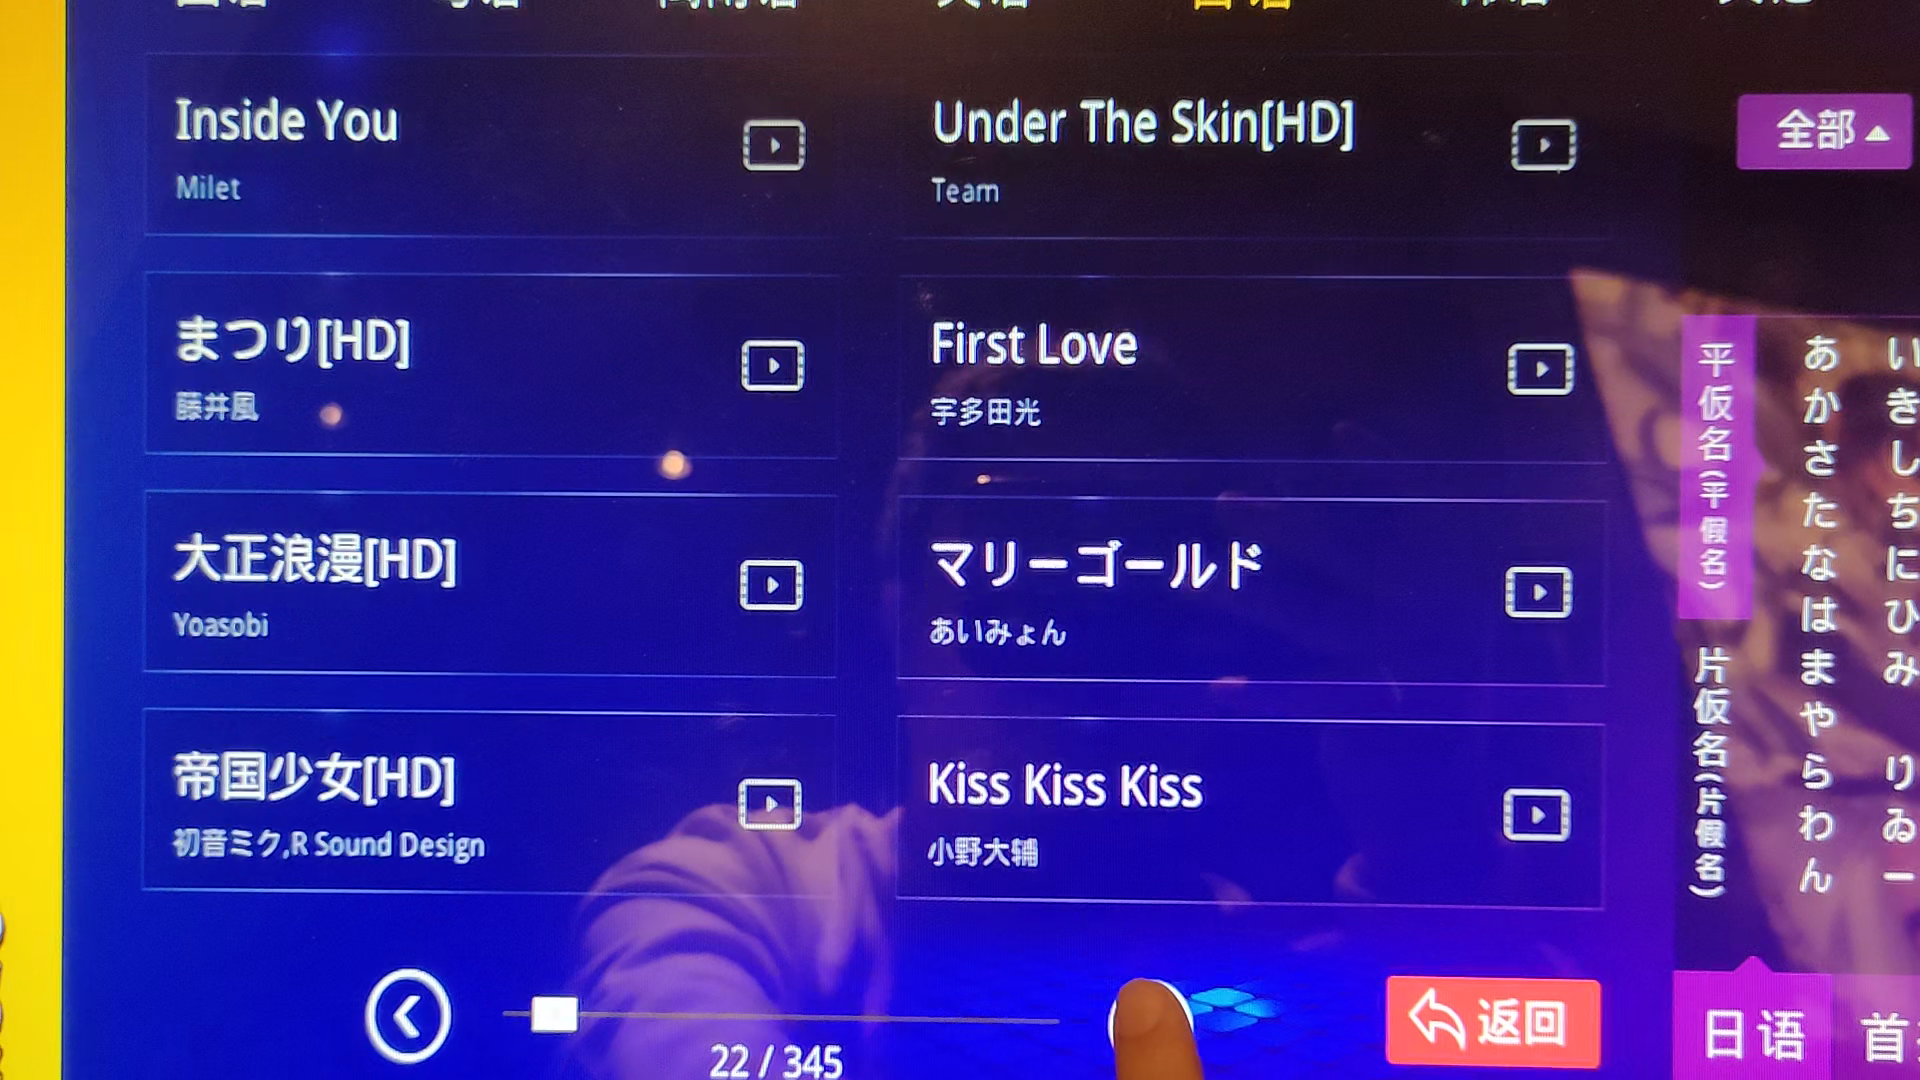 Inside You
Milet
Under The Skin[HD]
Team
全部
まつり[HD]
藤井風
First Love
宇多田光
大正浪漫[HD]
Yoasobi
マリーゴールド
あいみょん
帝国少女[HD]
初音ミク,R Sound Design
Kiss Kiss Kiss
小野大辅
平仮名(平假名)
片仮名(片假名)
あ い
か き
さ し
た ち
な に
は ひ
ま み
や
ら り
わ ゐ
ん ー
22 / 345
返回
日语
首